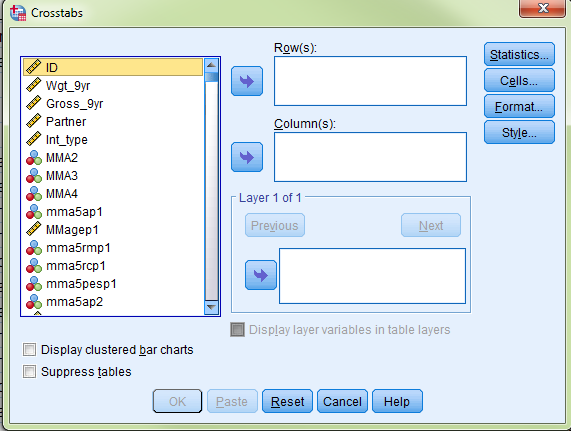 Crosstabs
Row(s):
ID
Wgt_9yr
Gross_9yr
Partner
Int_type
MMA2
MMA3
MMA4
mma5ap1
MMagep1
mma5rmp1
mma5rcp1
mma5pesp1
mma5ap2
Column(s):
Layer 1 of 1
Previous
Next
Display layer variables in table layers
Statistics...
Cells...
Format...
Style...
Display clustered bar charts
Suppress tables
OK
Paste
Reset
Cancel
Help